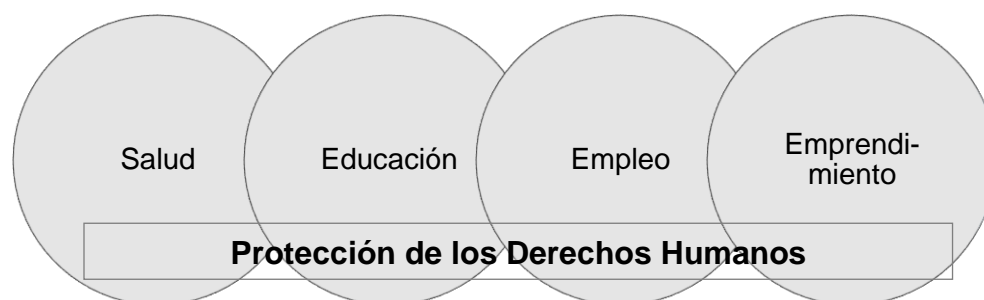 Salud
Educación
Empleo
Emprendi-
miento
Protección de los Derechos Humanos